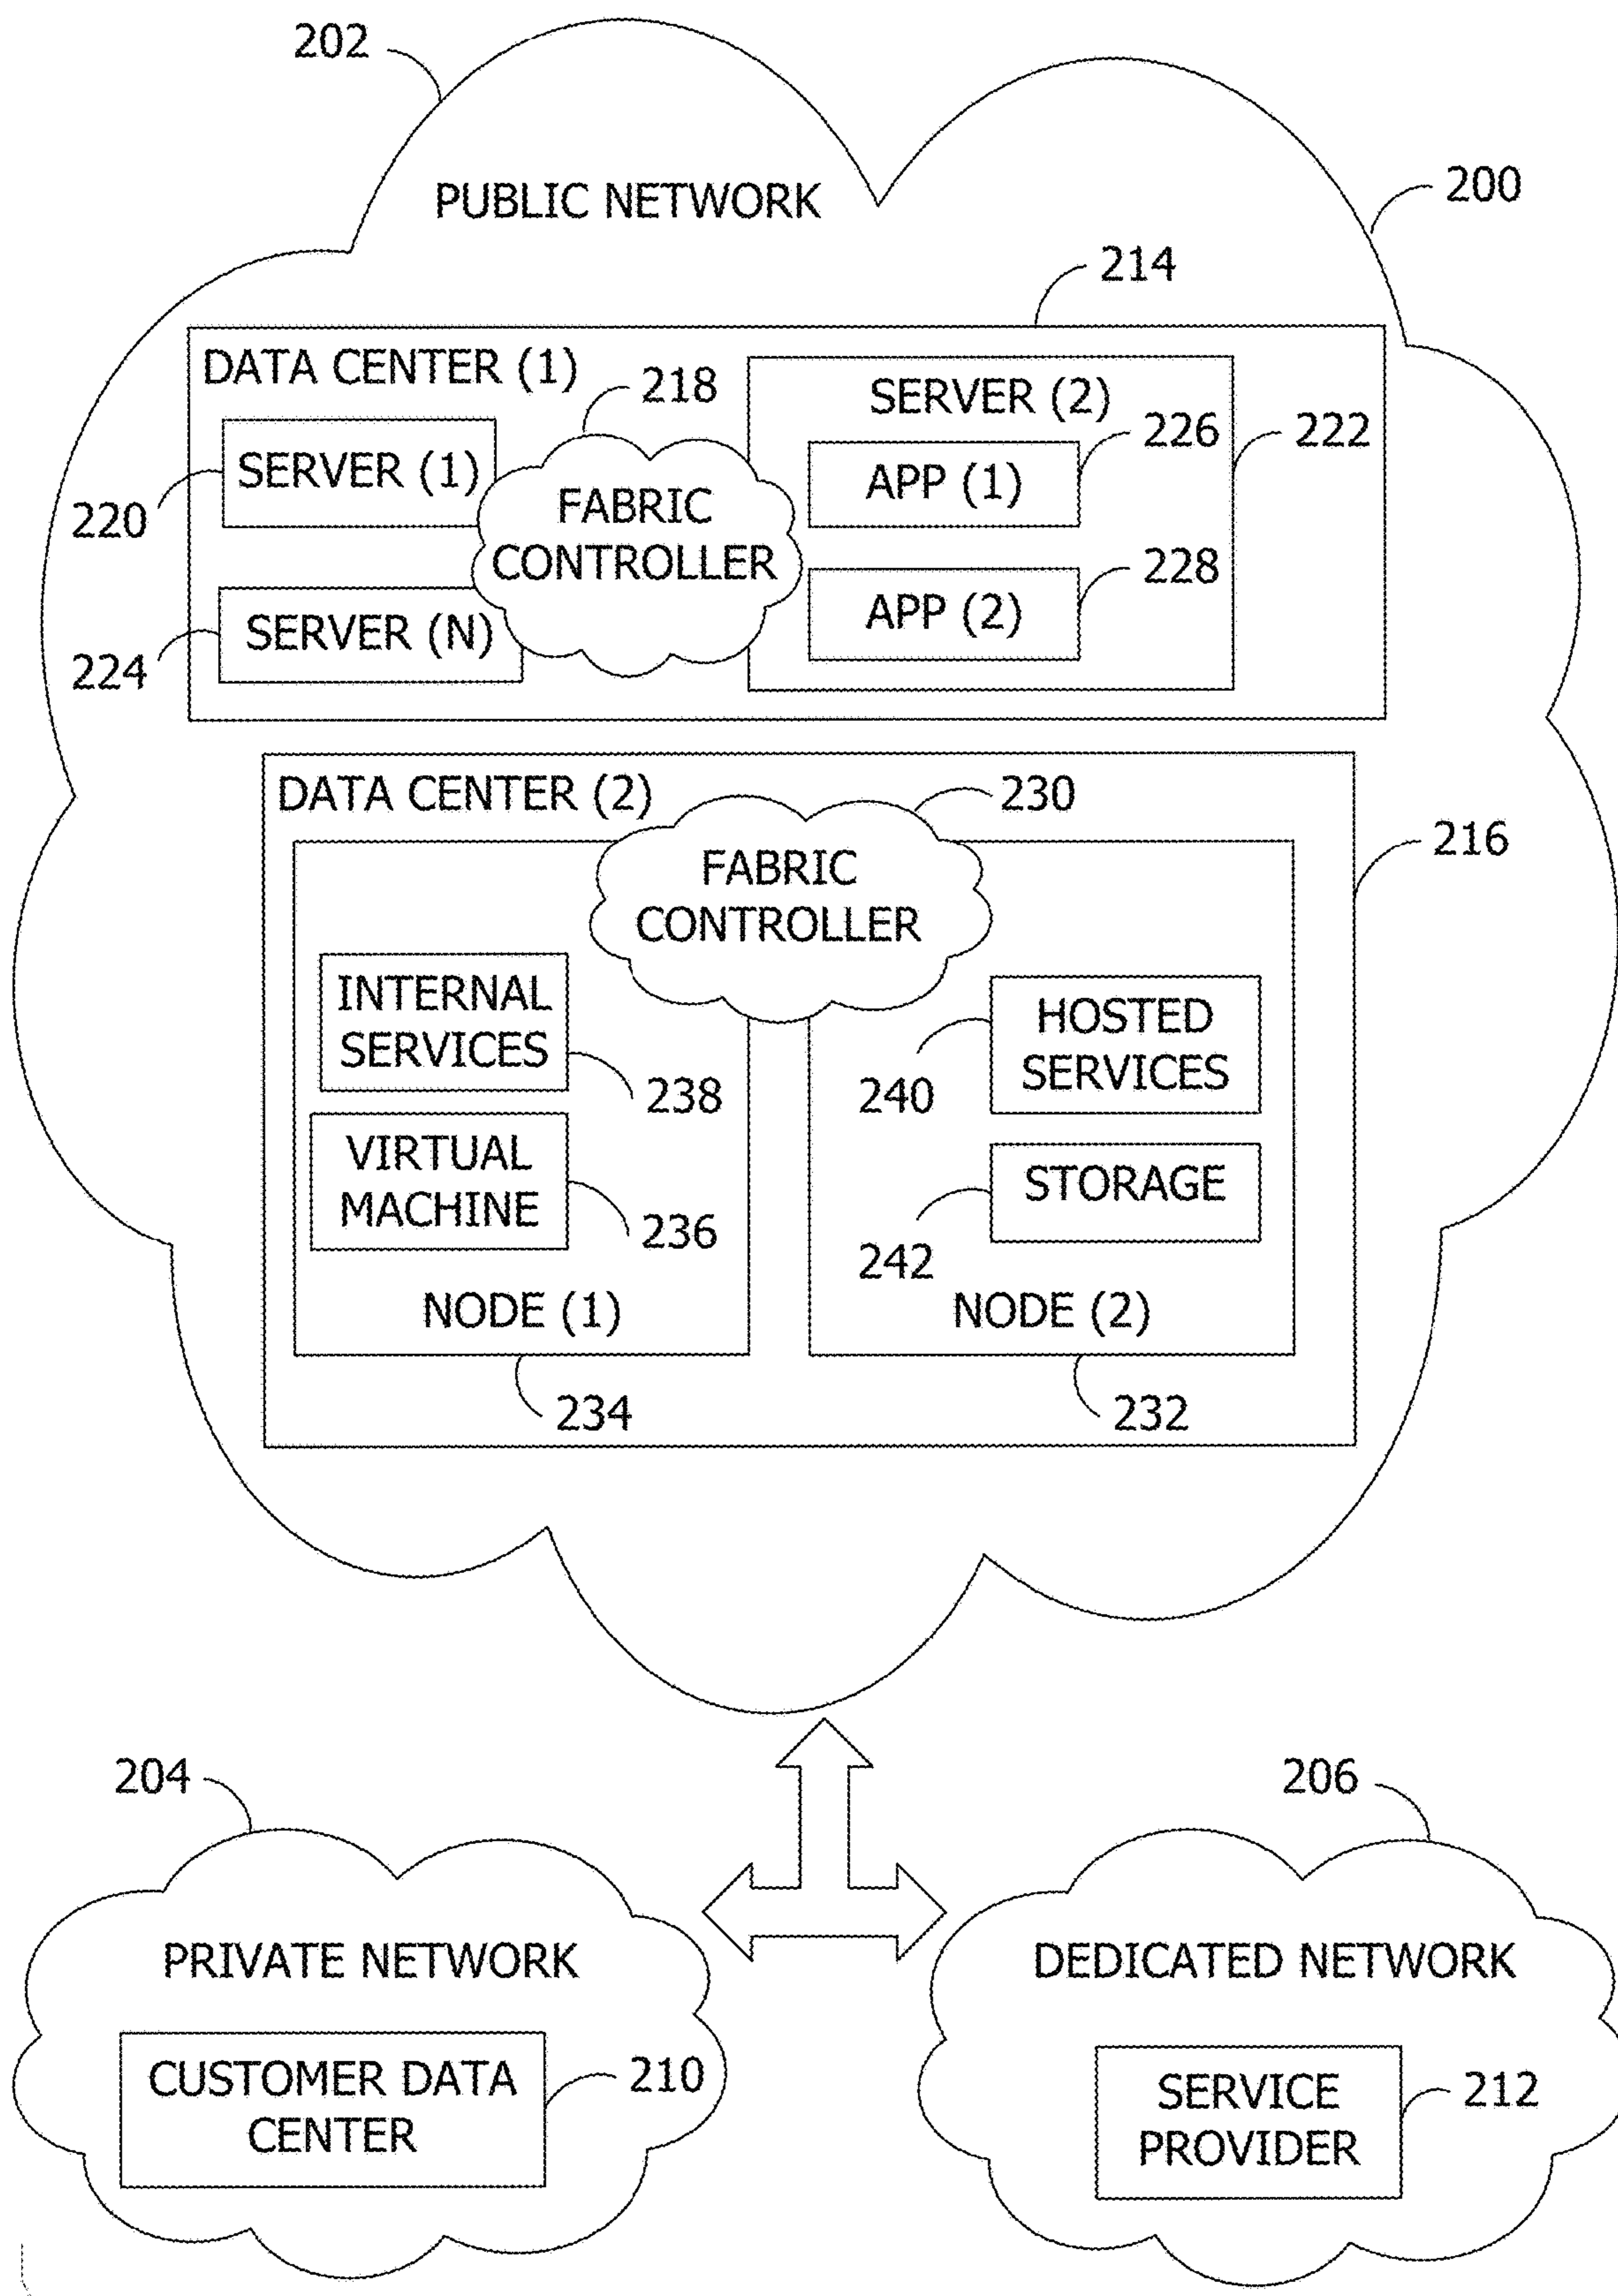 202
PUBLIC NETWORK
200
214
DATA CENTER (1)
218
SERVER (2)
226
222
SERVER (1)
APP (1)
220
FABRIC
CONTROLLER
228
SERVER (N)
APP (2)
224
DATA CENTER (2)
230
216
FABRIC
CONTROLLER
INTERNAL
SERVICES
238
HOSTED
SERVICES
240
VIRTUAL
MACHINE
236
STORAGE
242
NODE (1)
NODE (2)
234
232
204
206
PRIVATE NETWORK
DEDICATED NETWORK
CUSTOMER DATA
CENTER
210
SERVICE
PROVIDER
212